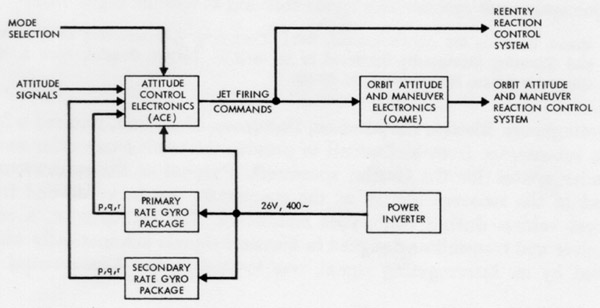 REENTRY
REACTION
CONTROL
SYSTEM
MODE
SELECTION
ATTITUDE
SIGNALS
ATTITUDE
CONTROL
ELECTRONICS
(ACE)
JET FIRING
COMMANDS
ORBIT ATTITUDE
AND MANEUVER
ELECTRONICS
(OAME)
ORBIT ATTITUDE
AND MANEUVER
REACTION CONTROL
SYSTEM
p,q,r
PRIMARY
RATE GYRO
PACKAGE
26V, 400~
POWER
INVERTER
p,q,r
SECONDARY
RATE GYRO
PACKAGE